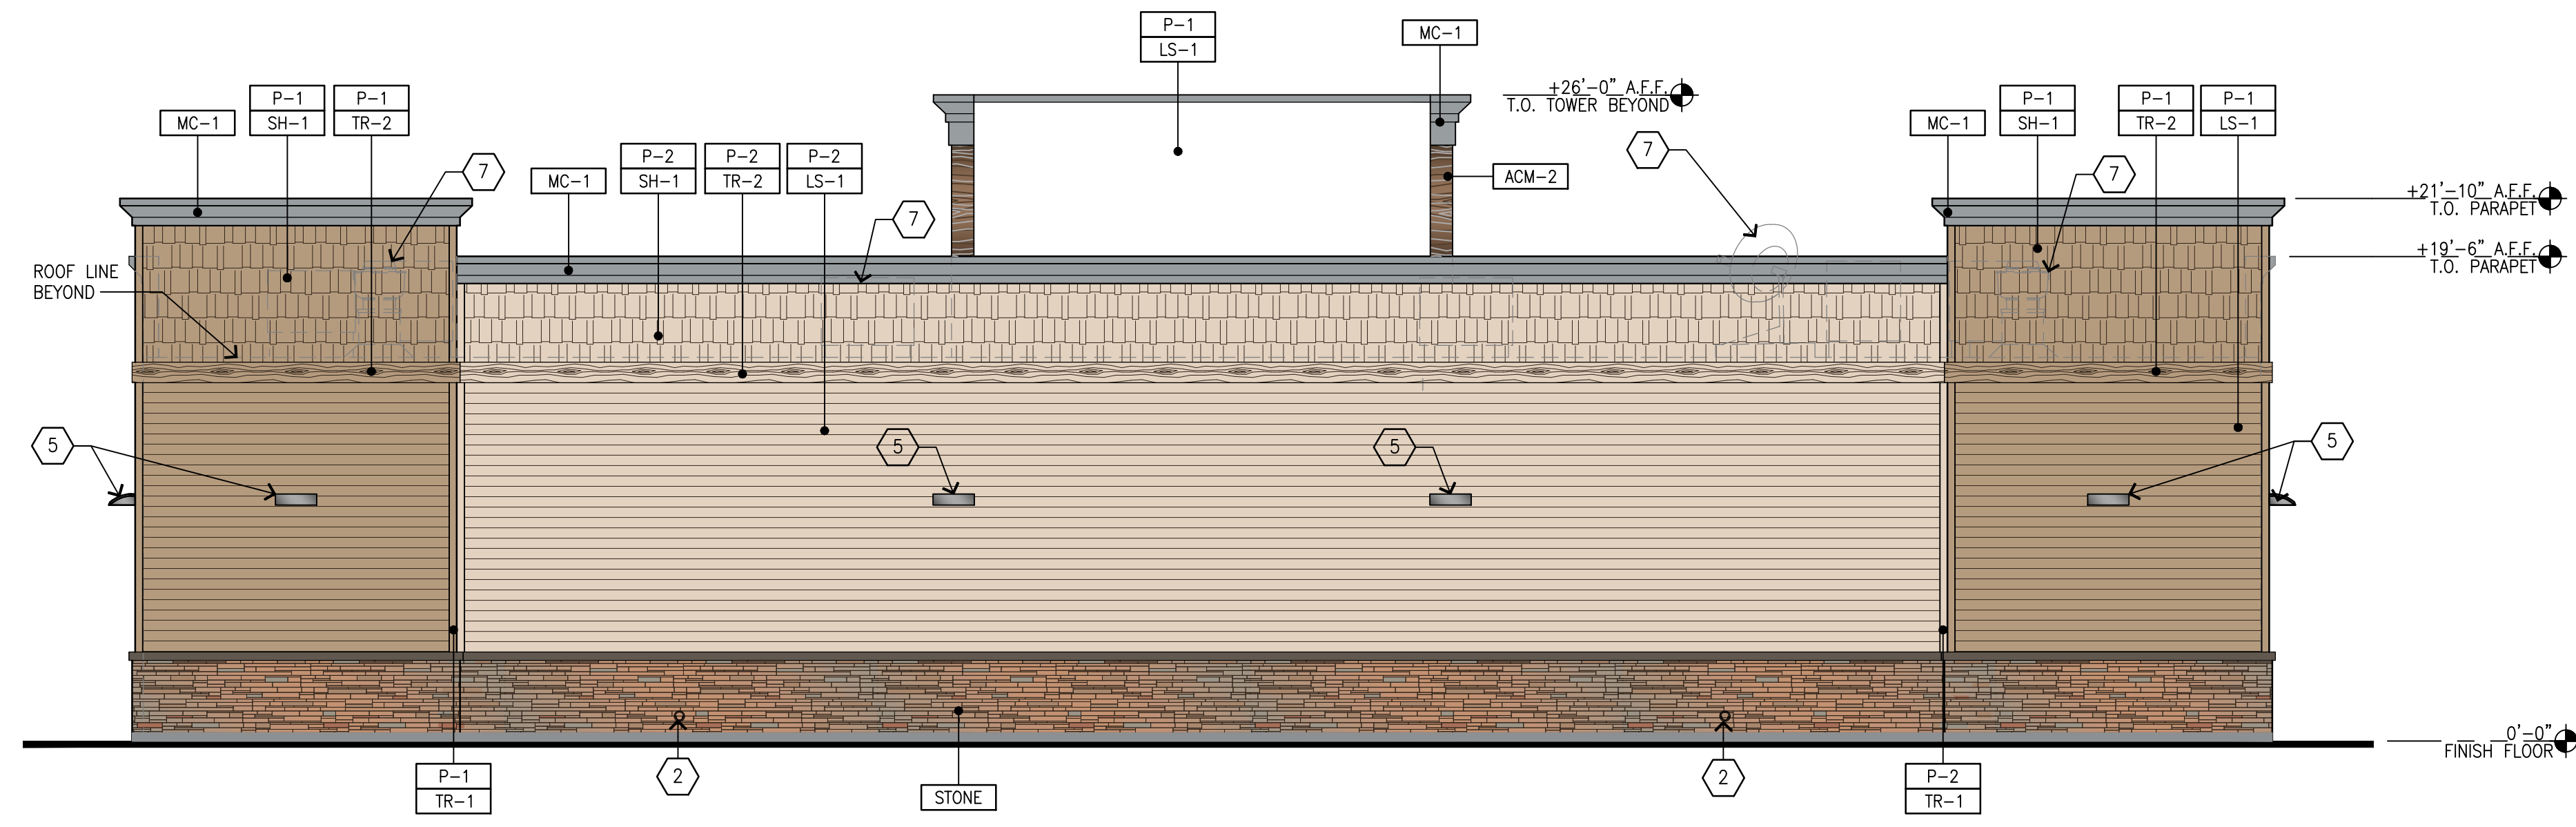 P-1
LS-1
MC-1
+26'-0" A.F.F.
T.O. TOWER BEYOND
P-1
SH-1
P-1
TR-2
MC-1
7
MC-1
P-2
SH-1
P-2
TR-2
P-2
LS-1
7
ACM-2
7
MC-1
P-1
SH-1
P-1
TR-2
P-1
LS-1
7
+21'-10" A.F.F.
T.O. PARAPET
+19'-6" A.F.F.
T.O. PARAPET
ROOF LINE
BEYOND
5
5
5
5
0'-0"
FINISH FLOOR
P-1
TR-1
2
STONE
2
P-2
TR-1